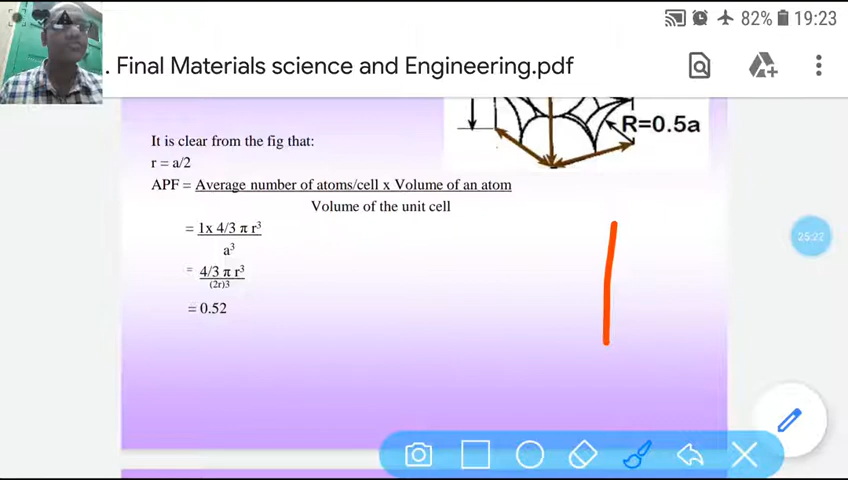 82% 19:23
. Final Materials science and Engineering.pdf
R=0.5a
It is clear from the fig that:
r = a/2
APF = Average number of atoms/cell x Volume of an atom
Volume of the unit cell
= 1x 4/3 π r³
a³
= 4/3 π r³
(2r)3
= 0.52
25:22